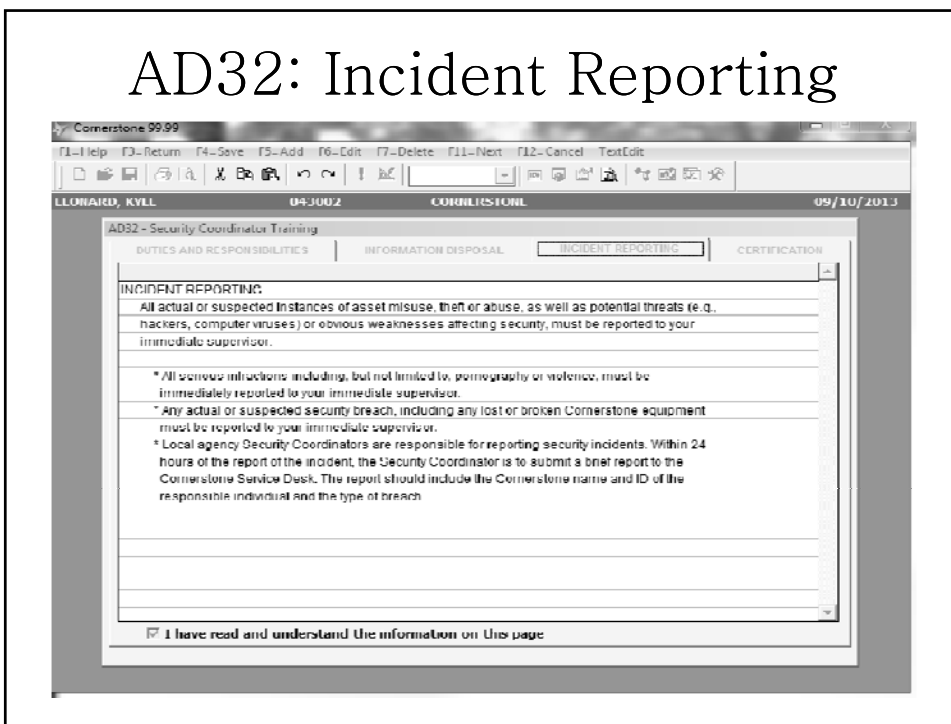 AD32: Incident Reporting
Cornerstone 99.99
F1=Help F3=Return F4=Save F5=Add F6=Edit F7=Delete F11=Next F12=Cancel TextEdit
LEONARD, KYLE 043002 CORNERSTONE 09/10/2013
AD32 - Security Coordinator Training
DUTIES AND RESPONSIBILITIES INFORMATION DISPOSAL INCIDENT REPORTING CERTIFICATION
INCIDENT REPORTING
All actual or suspected instances of asset misuse, theft or abuse, as well as potential threats (e.g.,
hackers, computer viruses) or obvious weaknesses affecting security, must be reported to your
immediate supervisor.
* All serious infractions including, but not limited to, pornography or violence, must be
immediately reported to your immediate supervisor.
* Any actual or suspected security breach, including any lost or broken Cornerstone equipment
must be reported to your immediate supervisor.
* Local agency Security Coordinators are responsible for reporting security incidents. Within 24
hours of the report of the incident, the Security Coordinator is to submit a brief report to the
Cornerstone Service Desk. The report should include the Cornerstone name and ID of the
responsible individual and the type of breach
I have read and understand the information on this page